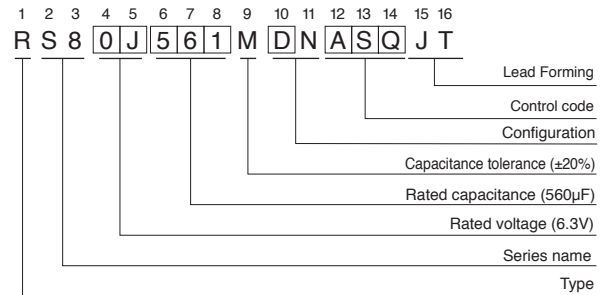 1 2 3 4 5 6 7 8 9 10 11 12 13 14 15 16
R S 8 0 J 5 6 1 M D N A S Q J T
Lead Forming
Control code
Configuration
Capacitance tolerance (±20%)
Rated capacitance (560μF)
Rated voltage (6.3V)
Series name
Type